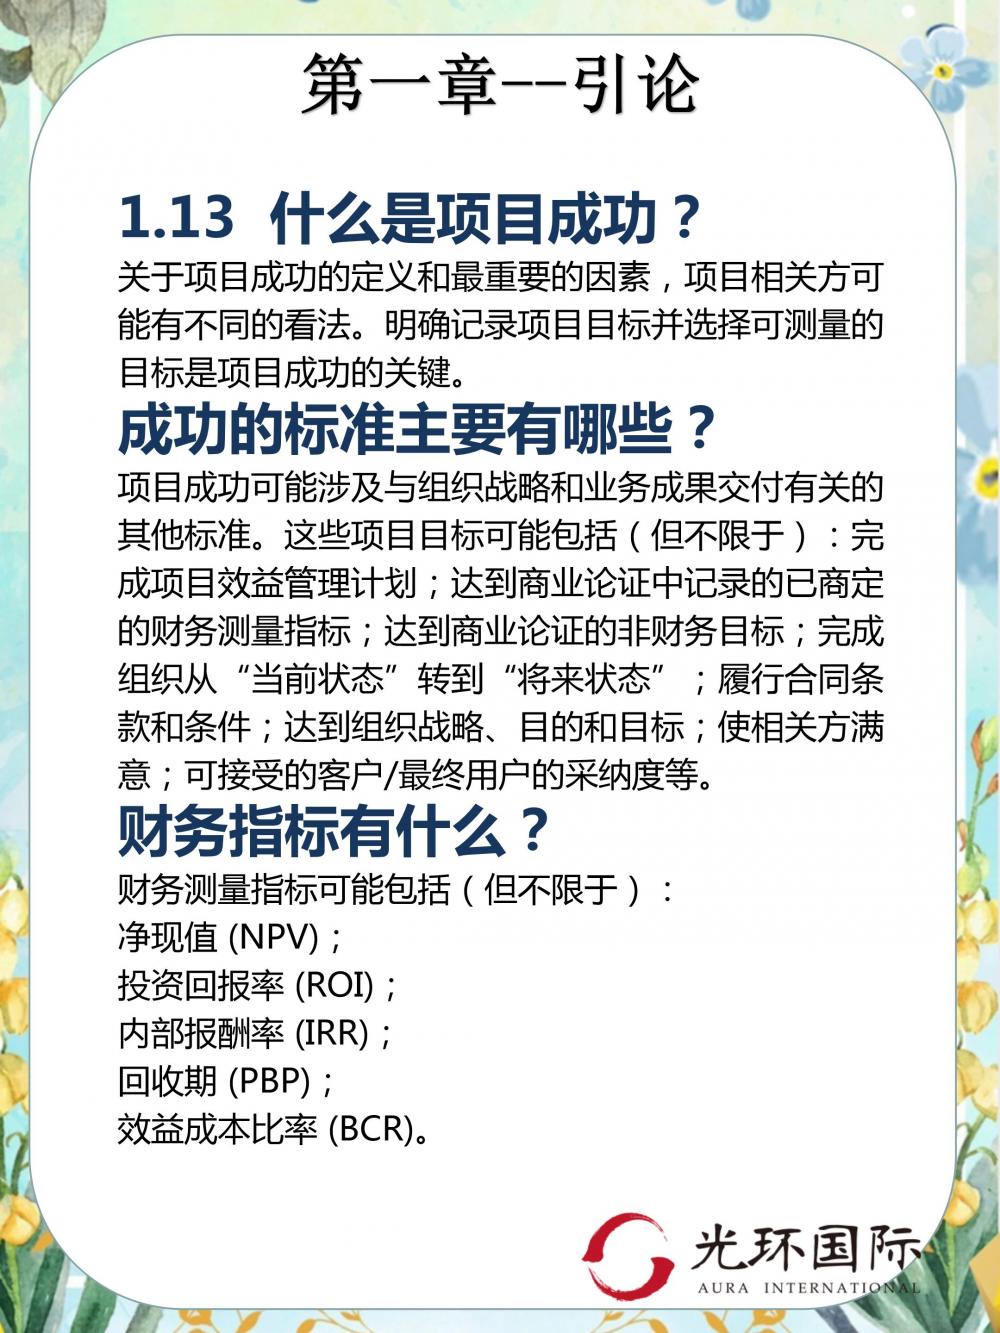 第一章--引论
1.13 什么是项目成功？
关于项目成功的定义和最重要的因素，项目相关方可
能有不同的看法。明确记录项目目标并选择可测量的
目标是项目成功的关键。
成功的标准主要有哪些？
项目成功可能涉及与组织战略和业务成果交付有关的
其他标准。这些项目目标可能包括（但不限于）：完
成项目效益管理计划；达到商业论证中记录的已商定
的财务测量指标；达到商业论证的非财务目标；完成
组织从“当前状态”转到“将来状态”；履行合同条
款和条件；达到组织战略、目的和目标；使相关方满
意；可接受的客户/最终用户的采纳度等。
财务指标有什么？
财务测量指标可能包括（但不限于）：
净现值 (NPV)；
投资回报率 (ROI)；
内部报酬率 (IRR)；
回收期 (PBP)；
效益成本比率 (BCR)。
光环国际
AURA INTERNATIONAL